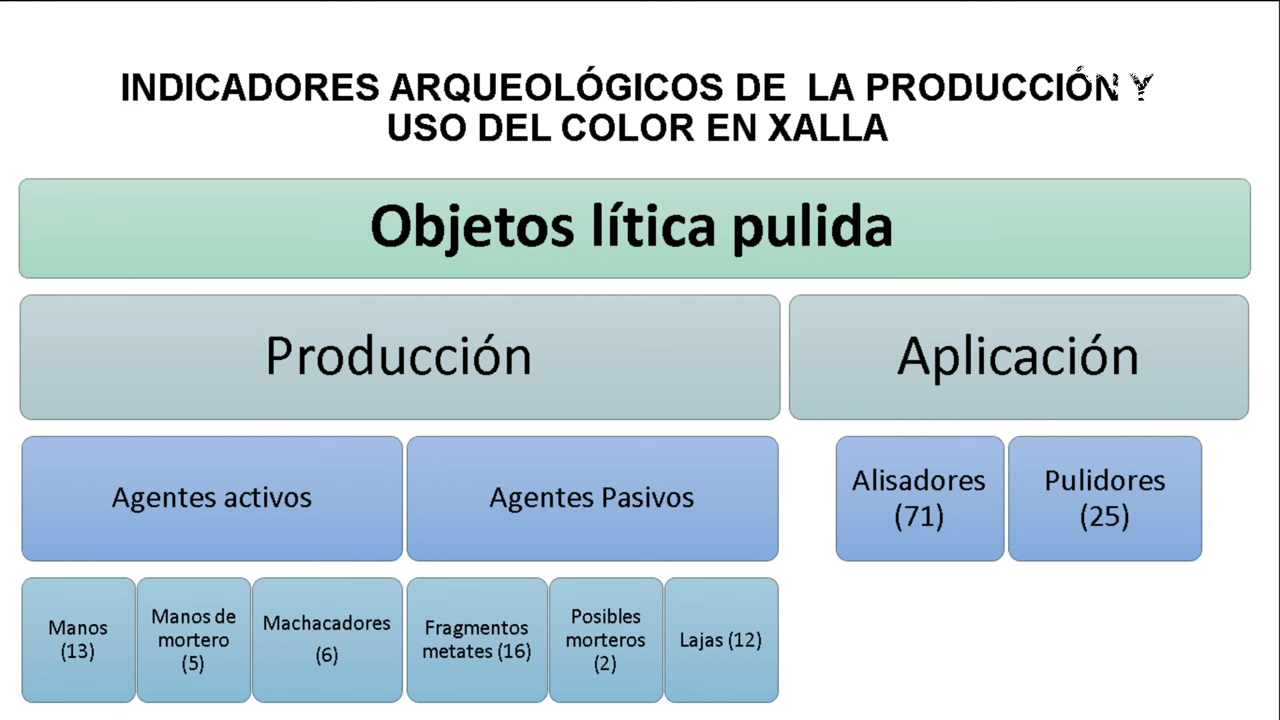 INDICADORES ARQUEOLÓGICOS DE LA PRODUCCIÓN Y
USO DEL COLOR EN XALLA
Objetos lítica pulida
Producción
Aplicación
Agentes activos
Agentes Pasivos
Alisadores
(71)
Pulidores
(25)
Manos
(13)
Manos de
mortero
(5)
Machacadores
(6)
Fragmentos
metates (16)
Posibles
morteros
(2)
Lajas (12)